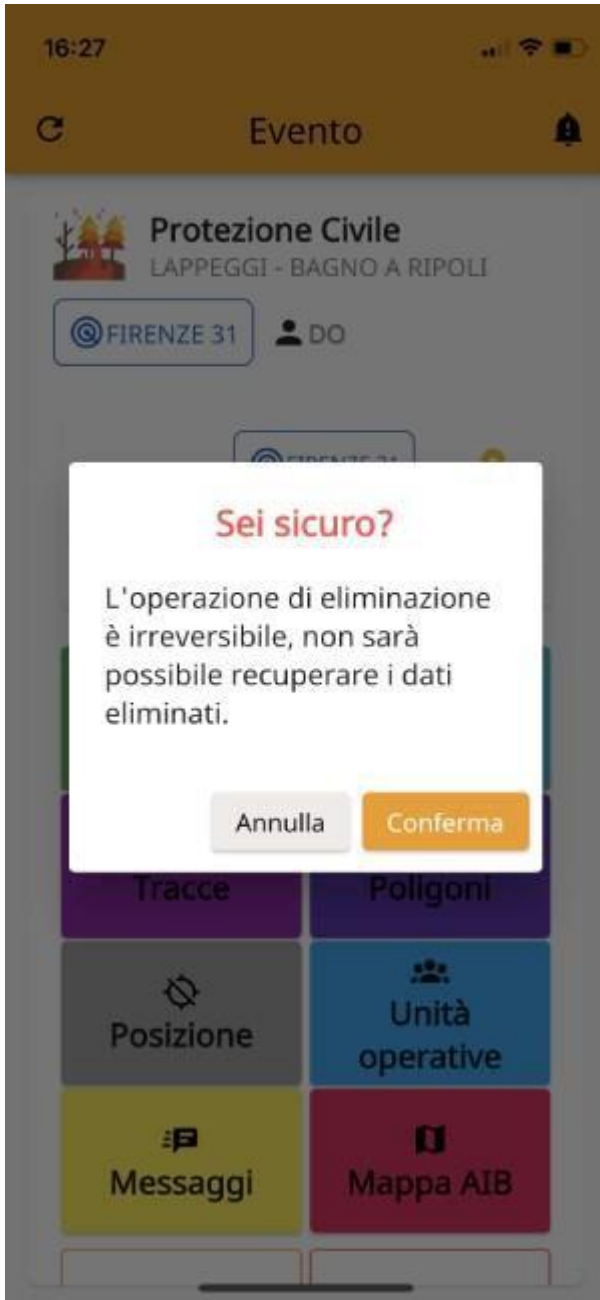 16:27
Evento
Protezione Civile
LAPPEGGI - BAGNO A RIPOLI
FIRENZE 31
DO
Sei sicuro?
L'operazione di eliminazione
è irreversibile, non sarà
possibile recuperare i dati
eliminati.
Annulla
Conferma
Tracce
Poligoni
Posizione
Unità
operative
Messaggi
Mappa AIB